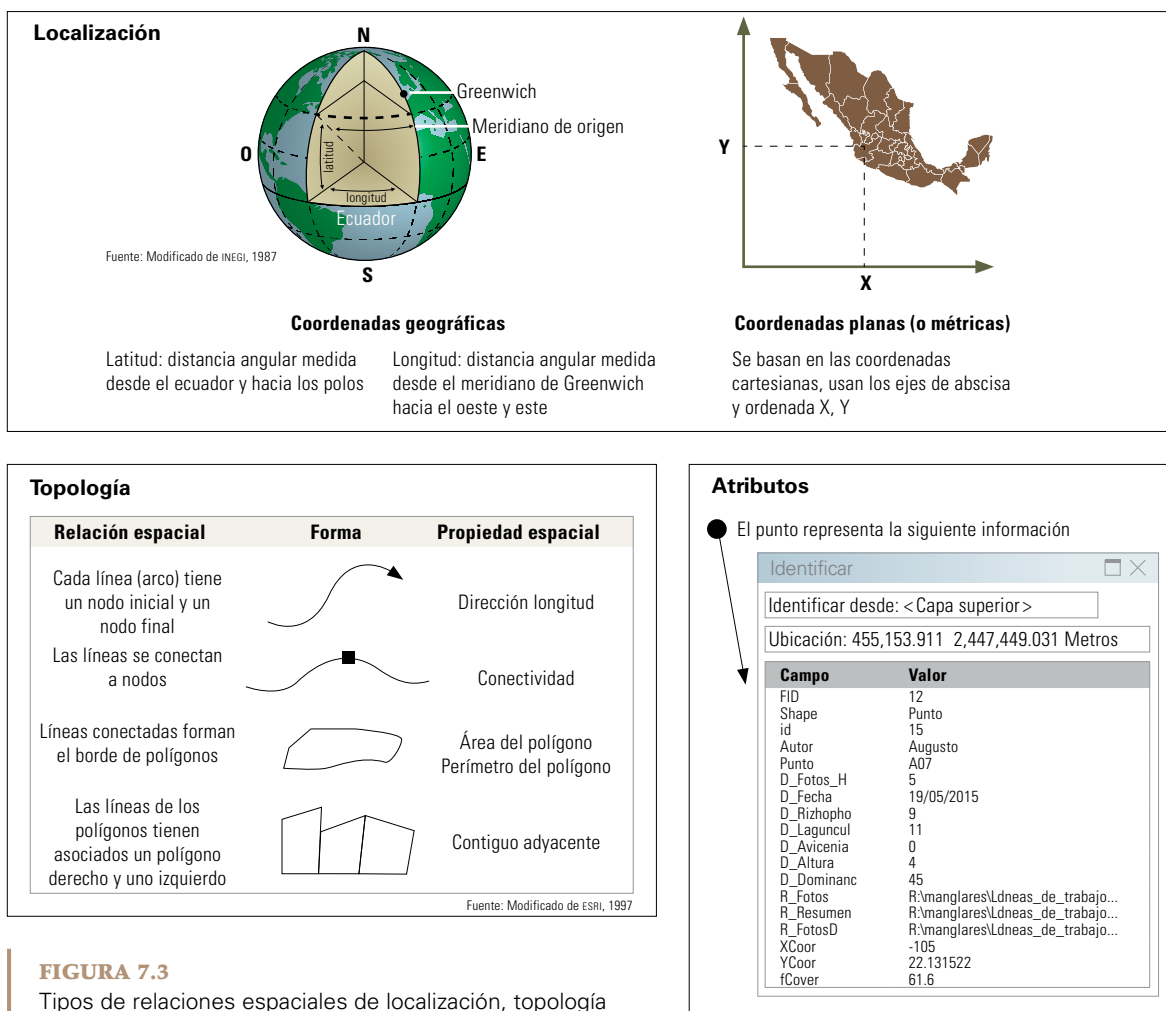 Localización
N
Greenwich
Meridiano de origen
O
E
latitud
longitud
Ecuador
S
Fuente: Modificado de INEGI, 1987
Y
X
Coordenadas geográficas
Latitud: distancia angular medida
desde el ecuador y hacia los polos
Longitud: distancia angular medida
desde el meridiano de Greenwich
hacia el oeste y este
Coordenadas planas (o métricas)
Se basan en las coordenadas
cartesianas, usan los ejes de abscisa
y ordenada X, Y
Topología
Relación espacial Forma Propiedad espacial
Cada línea (arco) tiene
un nodo inicial y un
nodo final
Dirección longitud
Las líneas se conectan
a nodos
Conectividad
Líneas conectadas forman
el borde de polígonos
Área del polígono
Perímetro del polígono
Las líneas de los
polígonos tienen
asociados un polígono
derecho y uno izquierdo
Contiguo adyacente
Fuente: Modificado de ESRI, 1997
Atributos
El punto representa la siguiente información
Identificar
Identificar desde: <Capa superior>
Ubicación: 455,153.911 2,447,449.031 Metros
Campo Valor
FID 12
Shape Punto
id 15
Autor Augusto
Punto A07
D_Fotos_H 5
D_Fecha 19/05/2015
D_Rizhopho 9
D_Laguncul 11
D_Avicenia 0
D_Altura 4
D_Dominanc 45
R_Fotos R:\manglares\Ldneas_de_trabajo...
R_Resumen R:\manglares\Ldneas_de_trabajo...
R_FotosD R:\manglares\Ldneas_de_trabajo...
XCoor -105
YCoor 22.131522
fCover 61.6
FIGURA 7.3
Tipos de relaciones espaciales de localización, topología